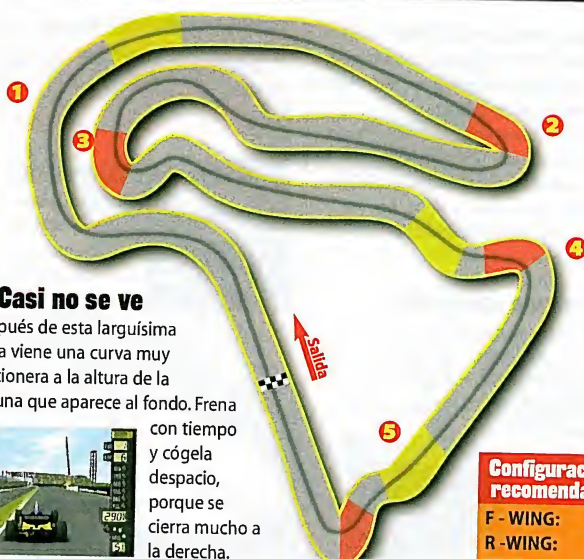 1
2
3
4
Casi no se ve
pués de esta larguísima
a viene una curva muy
cionera a la altura de la
una que aparece al fondo. Frena
con tiempo
y cógela
despacio,
porque se
cierra mucho a
la derecha.
Salida
5
290
Configurac
recomenda
F - WING:
R - WING: